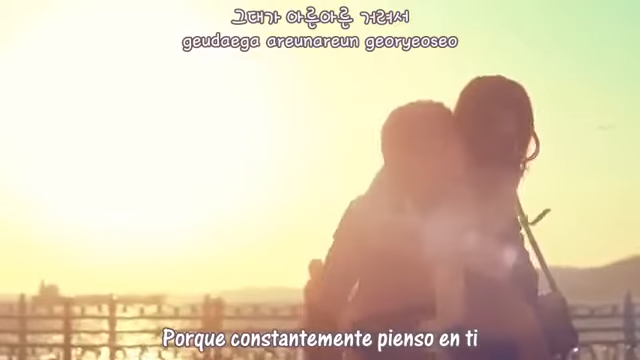 그대가 아른아른 거려서
geudaega areunareun georyeoseo
Porque constantemente pienso en ti